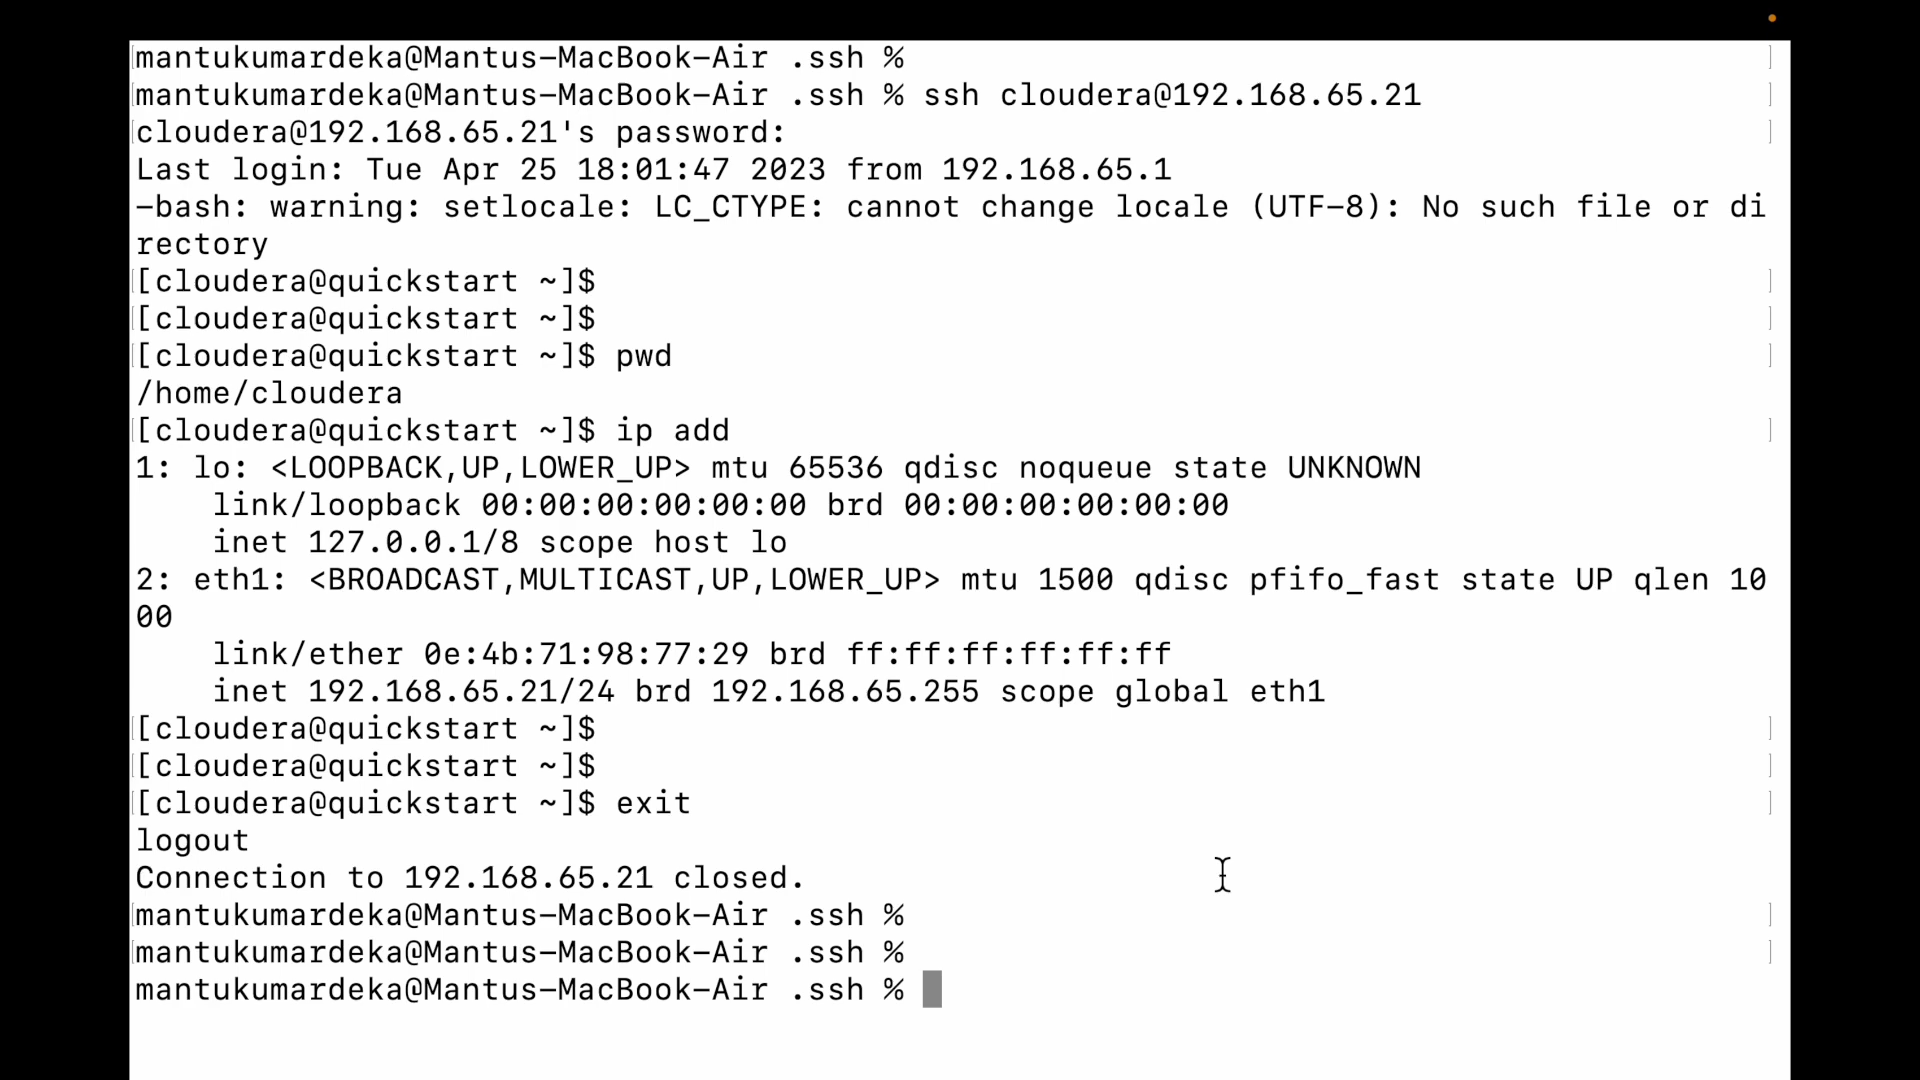 mantukumardeka@Mantus-MacBook-Air .ssh %
mantukumardeka@Mantus-MacBook-Air .ssh % ssh cloudera@192.168.65.21
cloudera@192.168.65.21's password:
Last login: Tue Apr 25 18:01:47 2023 from 192.168.65.1
-bash: warning: setlocale: LC_CTYPE: cannot change locale (UTF-8): No such file or di
rectory
[cloudera@quickstart ~]$
[cloudera@quickstart ~]$
[cloudera@quickstart ~]$ pwd
/home/cloudera
[cloudera@quickstart ~]$ ip add
1: lo: <LOOPBACK,UP,LOWER_UP> mtu 65536 qdisc noqueue state UNKNOWN
    link/loopback 00:00:00:00:00:00 brd 00:00:00:00:00:00
    inet 127.0.0.1/8 scope host lo
2: eth1: <BROADCAST,MULTICAST,UP,LOWER_UP> mtu 1500 qdisc pfifo_fast state UP qlen 10
00
    link/ether 0e:4b:71:98:77:29 brd ff:ff:ff:ff:ff:ff
    inet 192.168.65.21/24 brd 192.168.65.255 scope global eth1
[cloudera@quickstart ~]$
[cloudera@quickstart ~]$
[cloudera@quickstart ~]$ exit
logout
Connection to 192.168.65.21 closed.
mantukumardeka@Mantus-MacBook-Air .ssh %
mantukumardeka@Mantus-MacBook-Air .ssh %
mantukumardeka@Mantus-MacBook-Air .ssh %